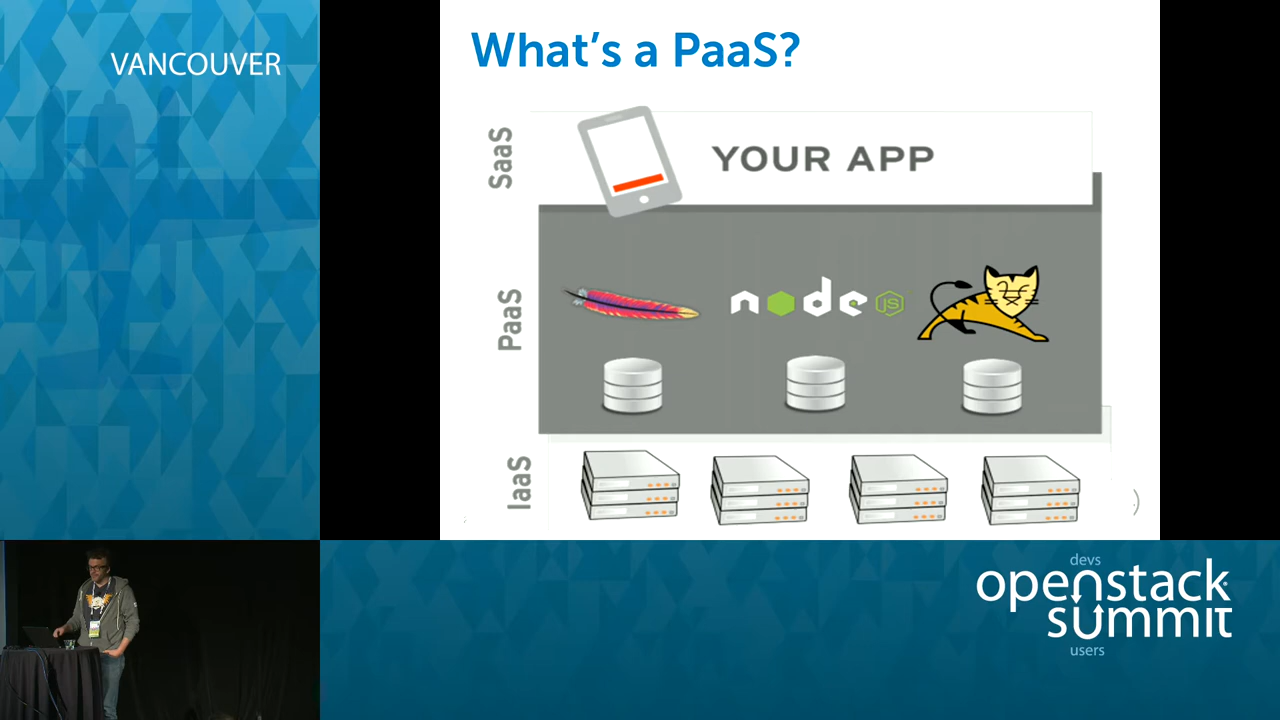 VANCOUVER
What's a PaaS?
SaaS
YOUR APP
PaaS
node
JS
IaaS
devs
openstack
summit
users